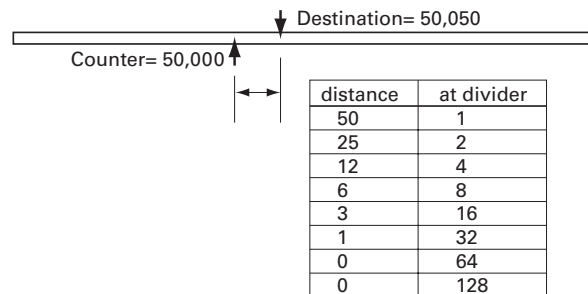 Destination= 50,050
Counter= 50,000
distance at divider
50 1
25 2
12 4
6 8
3 16
1 32
0 64
0 128